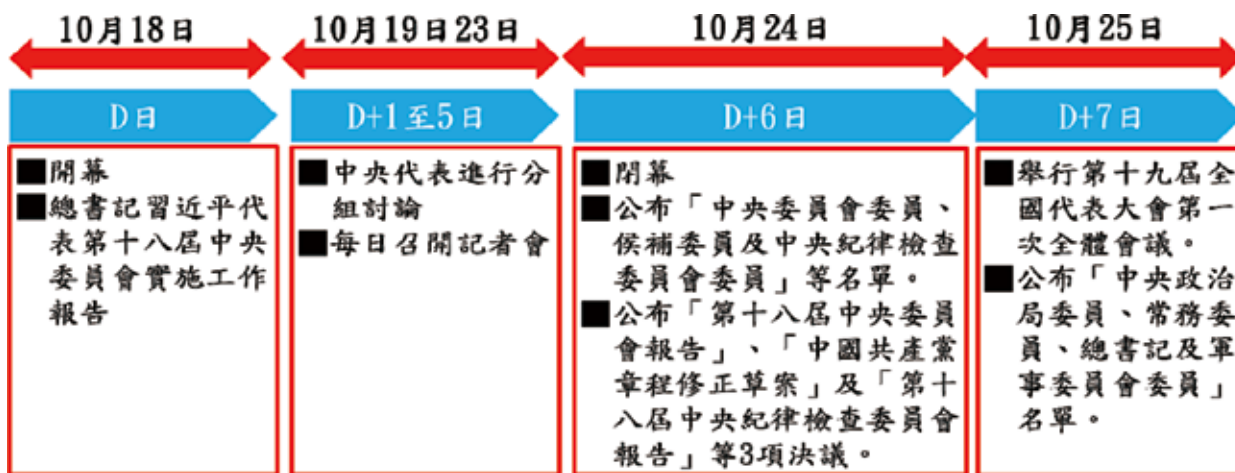 10月18日
10月19日23日
10月24日
10月25日
D日
D+1至5日
D+6日
D+7日
■開幕
■總書記習近平代
表第十八屆中央
委員會實施工作
報告
■中央代表進行分
組討論
■每日召開記者會
■閉幕
■公布「中央委員會委員、
侯補委員及中央紀律檢查
委員會委員」等名單。
■公布「第十八屆中央委員
會報告」、「中國共產黨
章程修正草案」及「第十
八屆中央紀律檢查委員會
報告」等3項決議。
■舉行第十九屆全
國代表大會第一
次全體會議。
■公布「中央政治
局委員、常務委
員、總書記及軍
事委員會委員」
名單。